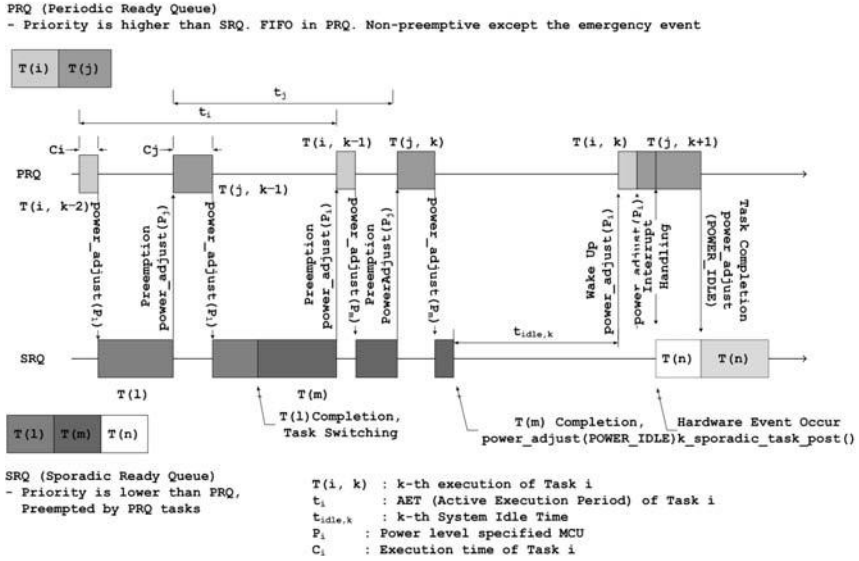 PRQ (Periodic Ready Queue)
- Priority is higher than SRQ. FIFO in PRQ. Non-preemptive except the emergency event
T(i) T(j)
tj
ti
Ci Cj
T(i, k-1) T(j, k) T(i, k) T(j, k+1)
PRQ
T(i, k-2) T(j, k-1)
power_adjust(Pl)
Preemption
power_adjust(Pj)
power_adjust(Pl)
Preemption
power_adjust(Pi)
power_adjust(Pm)
Preemption
PowerAdjust(Pj)
power_adjust(Pm)
Wake Up
power_adjust(Pi)
power_adjust(Pi)
Interrupt
Handling
Task Completion
power_adjust
(POWER_IDLE)
tidle,k
SRQ
T(n) T(n)
T(l) T(m)
T(l)Completion,
Task Switching
T(m) Completion,
power_adjust(POWER_IDLE)
Hardware Event Occur
k_sporadic_task_post()
T(l) T(m) T(n)
SRQ (Sporadic Ready Queue)
- Priority is lower than PRQ,
Preempted by PRQ tasks
T(i, k) : k-th execution of Task i
ti : AET (Active Execution Period) of Task i
tidle,k : k-th System Idle Time
Pi : Power level specified MCU
Ci : Execution time of Task i